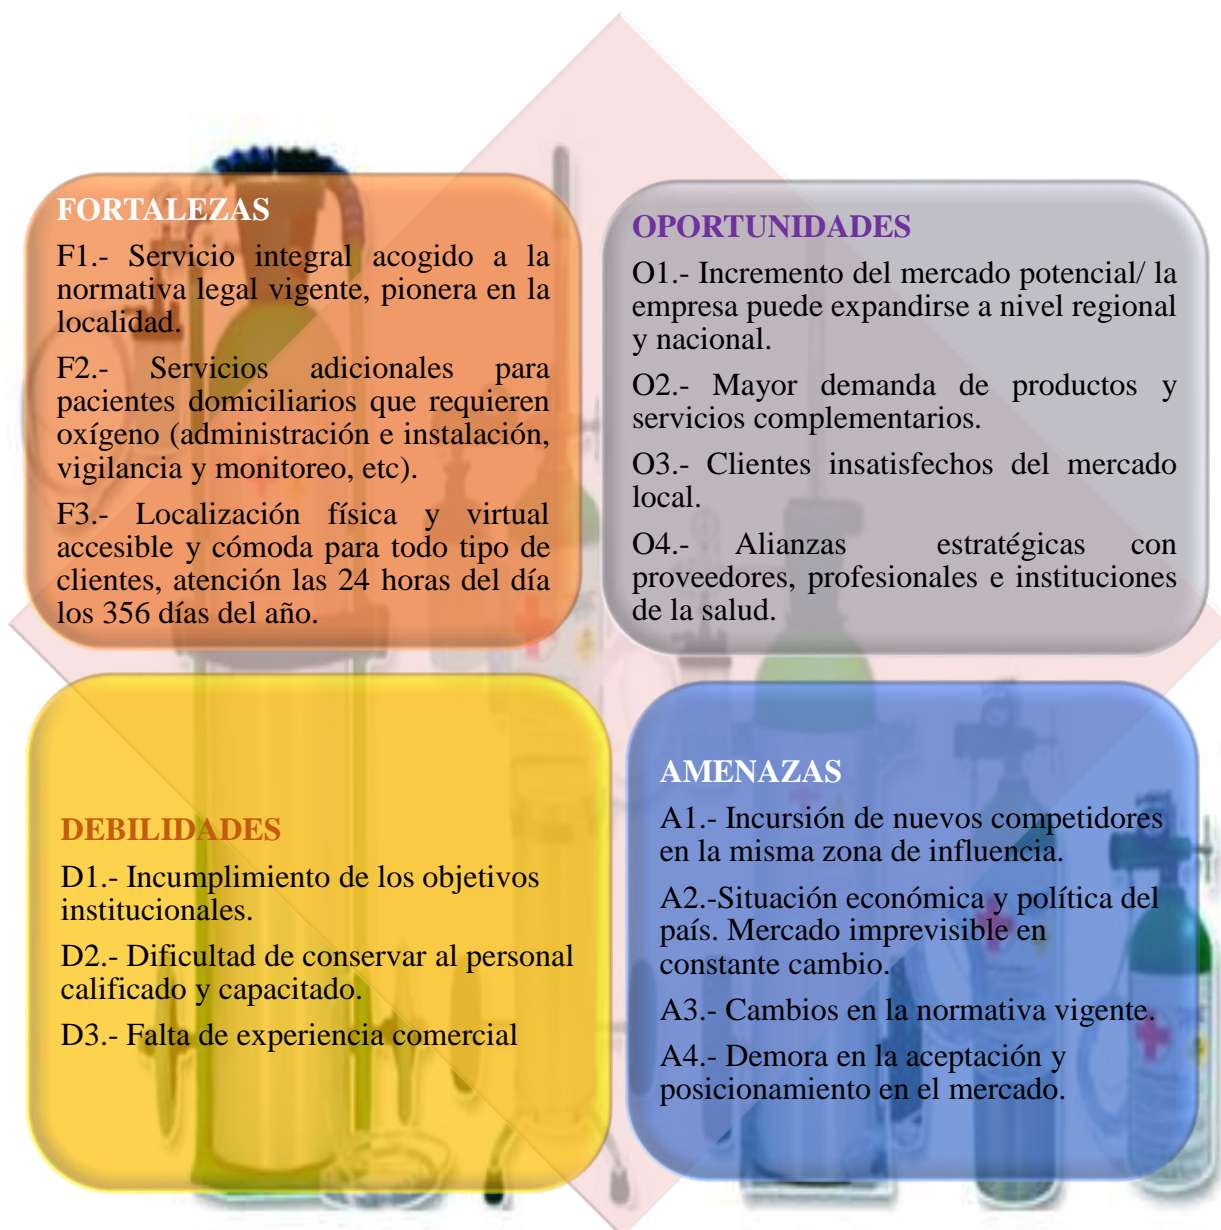 FORTALEZAS
F1.- Servicio integral acogido a la
normativa legal vigente, pionera en la
localidad.
F2.- Servicios adicionales para
pacientes domiciliarios que requieren
oxígeno (administración e instalación,
vigilancia y monitoreo, etc).
F3.- Localización física y virtual
accesible y cómoda para todo tipo de
clientes, atención las 24 horas del día
los 356 días del año.
OPORTUNIDADES
O1.- Incremento del mercado potencial/ la
empresa puede expandirse a nivel regional
y nacional.
O2.- Mayor demanda de productos y
servicios complementarios.
O3.- Clientes insatisfechos del mercado
local.
O4.- Alianzas estratégicas con
proveedores, profesionales e instituciones
de la salud.
DEBILIDADES
D1.- Incumplimiento de los objetivos
institucionales.
D2.- Dificultad de conservar al personal
calificado y capacitado.
D3.- Falta de experiencia comercial
AMENAZAS
A1.- Incursión de nuevos competidores
en la misma zona de influencia.
A2.-Situación económica y política del
país. Mercado imprevisible en
constante cambio.
A3.- Cambios en la normativa vigente.
A4.- Demora en la aceptación y
posicionamiento en el mercado.